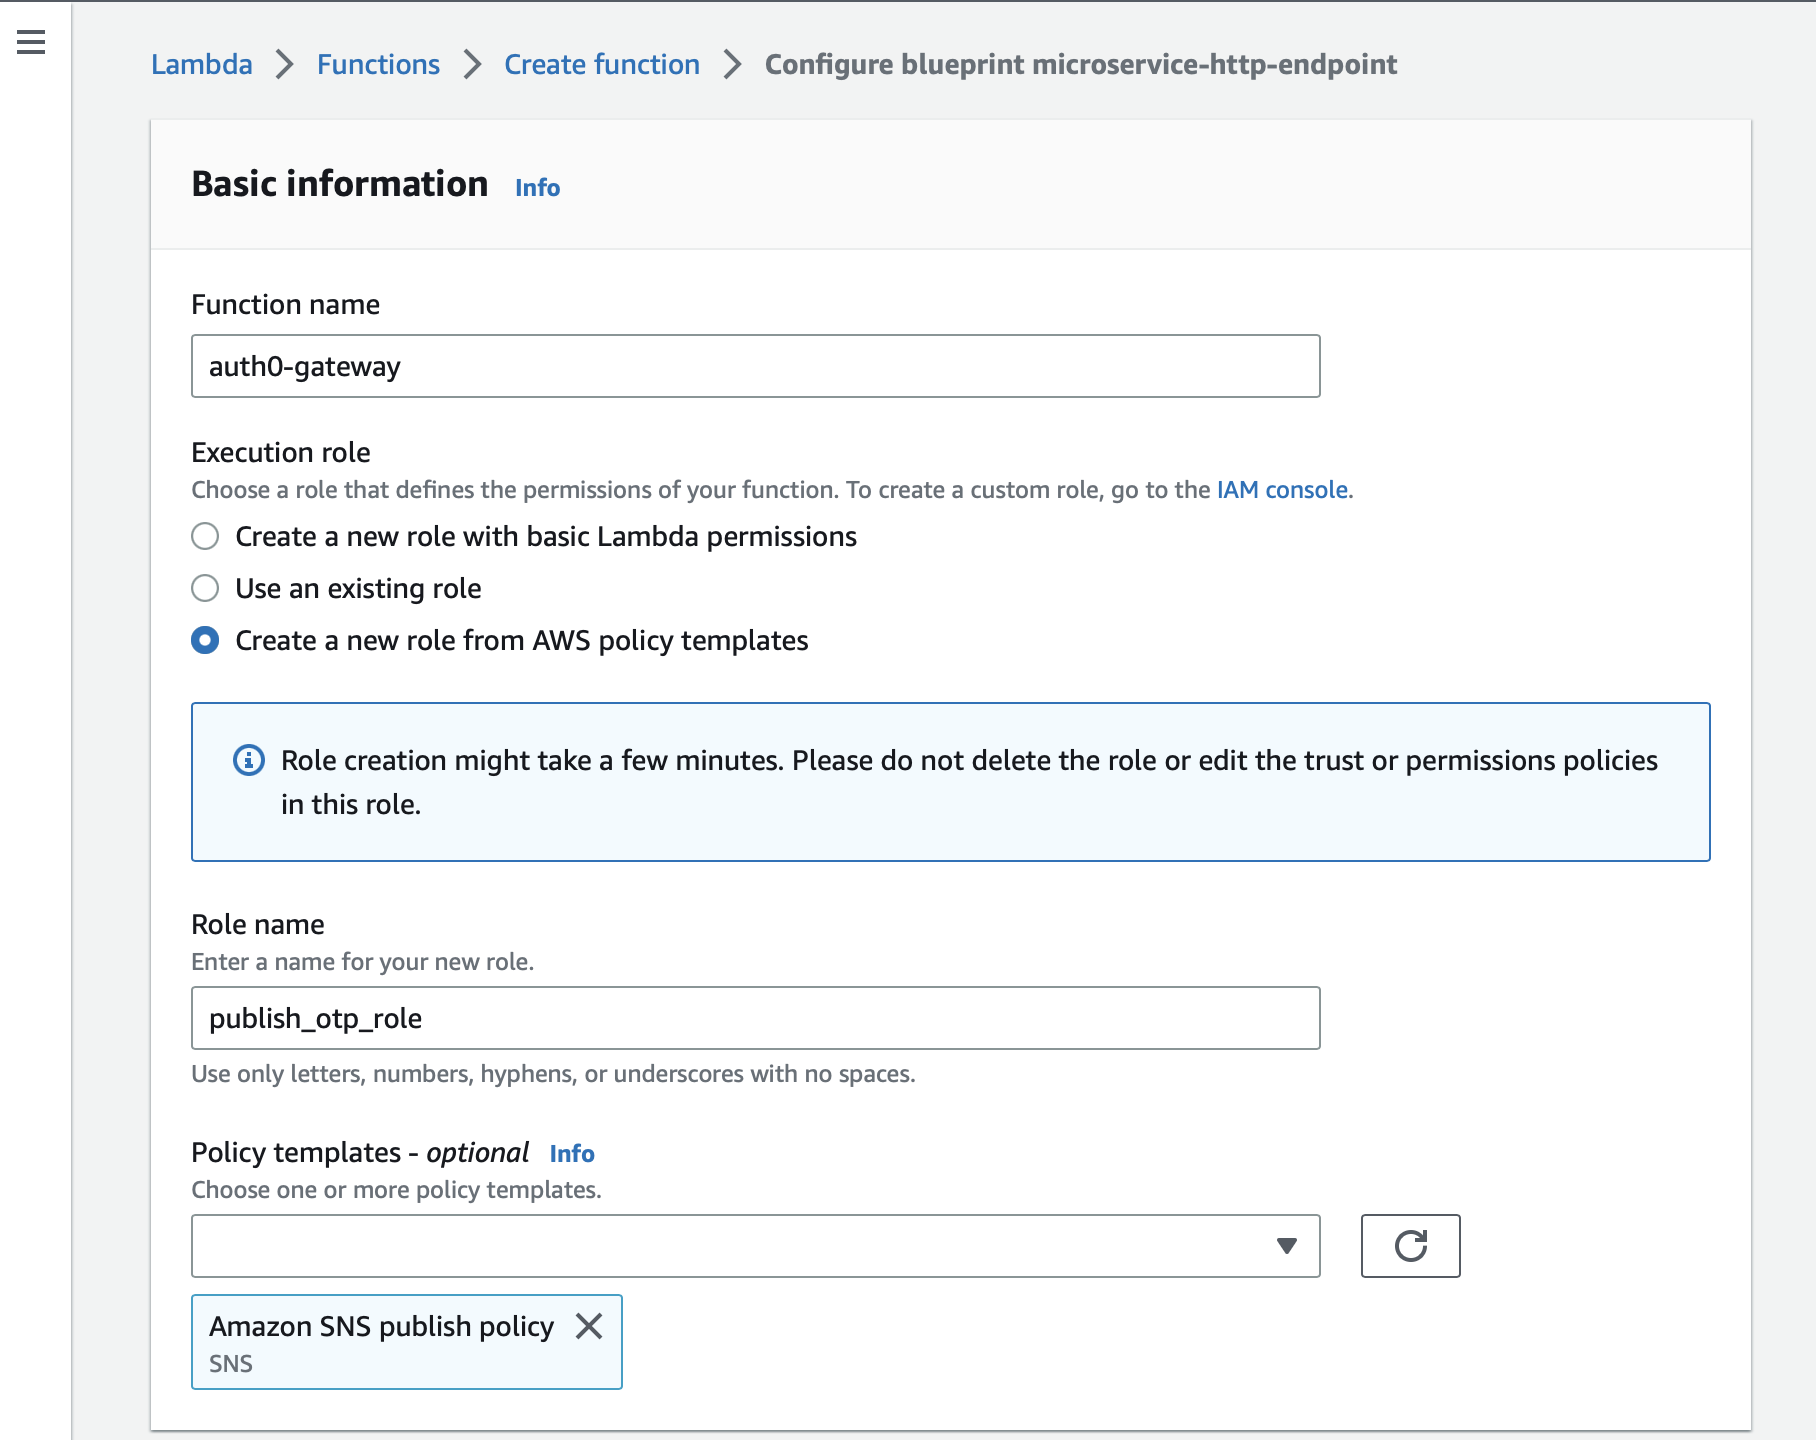 Lambda > Functions > Create function > Configure blueprint microservice-http-endpoint
Basic information Info
Function name
auth0-gateway
Execution role
Choose a role that defines the permissions of your function. To create a custom role, go to the IAM console.
Create a new role with basic Lambda permissions
Use an existing role
Create a new role from AWS policy templates
Role creation might take a few minutes. Please do not delete the role or edit the trust or permissions policies
in this role.
Role name
Enter a name for your new role.
publish_otp_role
Use only letters, numbers, hyphens, or underscores with no spaces.
Policy templates - optional Info
Choose one or more policy templates.
Amazon SNS publish policy
SNS